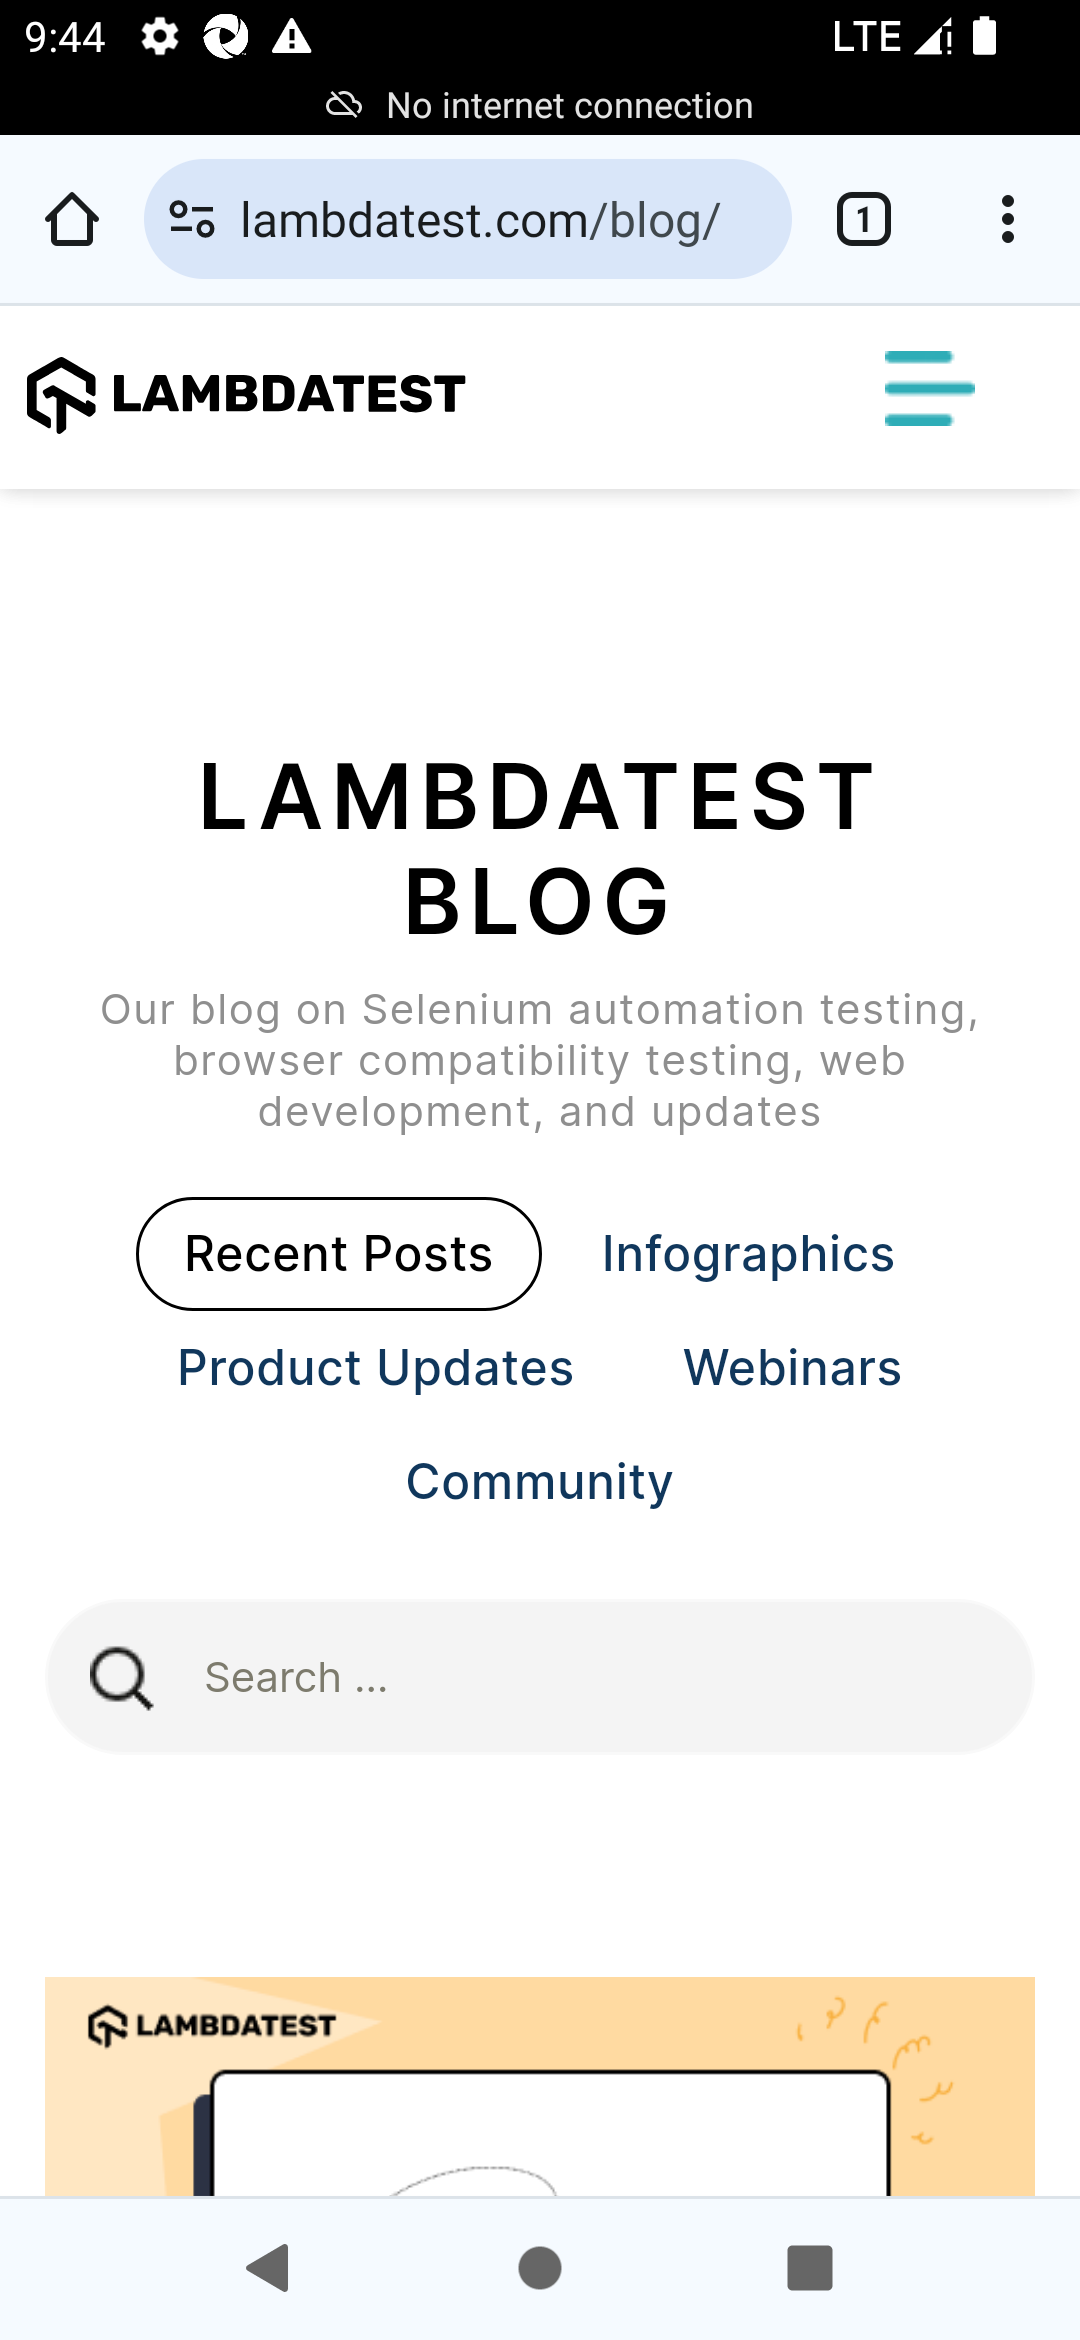 9:44 LTE
No internet connection
lambdatest.com/blog/ 1
LAMBDATEST
LAMBDATEST
BLOG
Our blog on Selenium automation testing,
browser compatibility testing, web
development, and updates
Recent Posts Infographics
Product Updates Webinars
Community
Search ...
LAMBDATEST